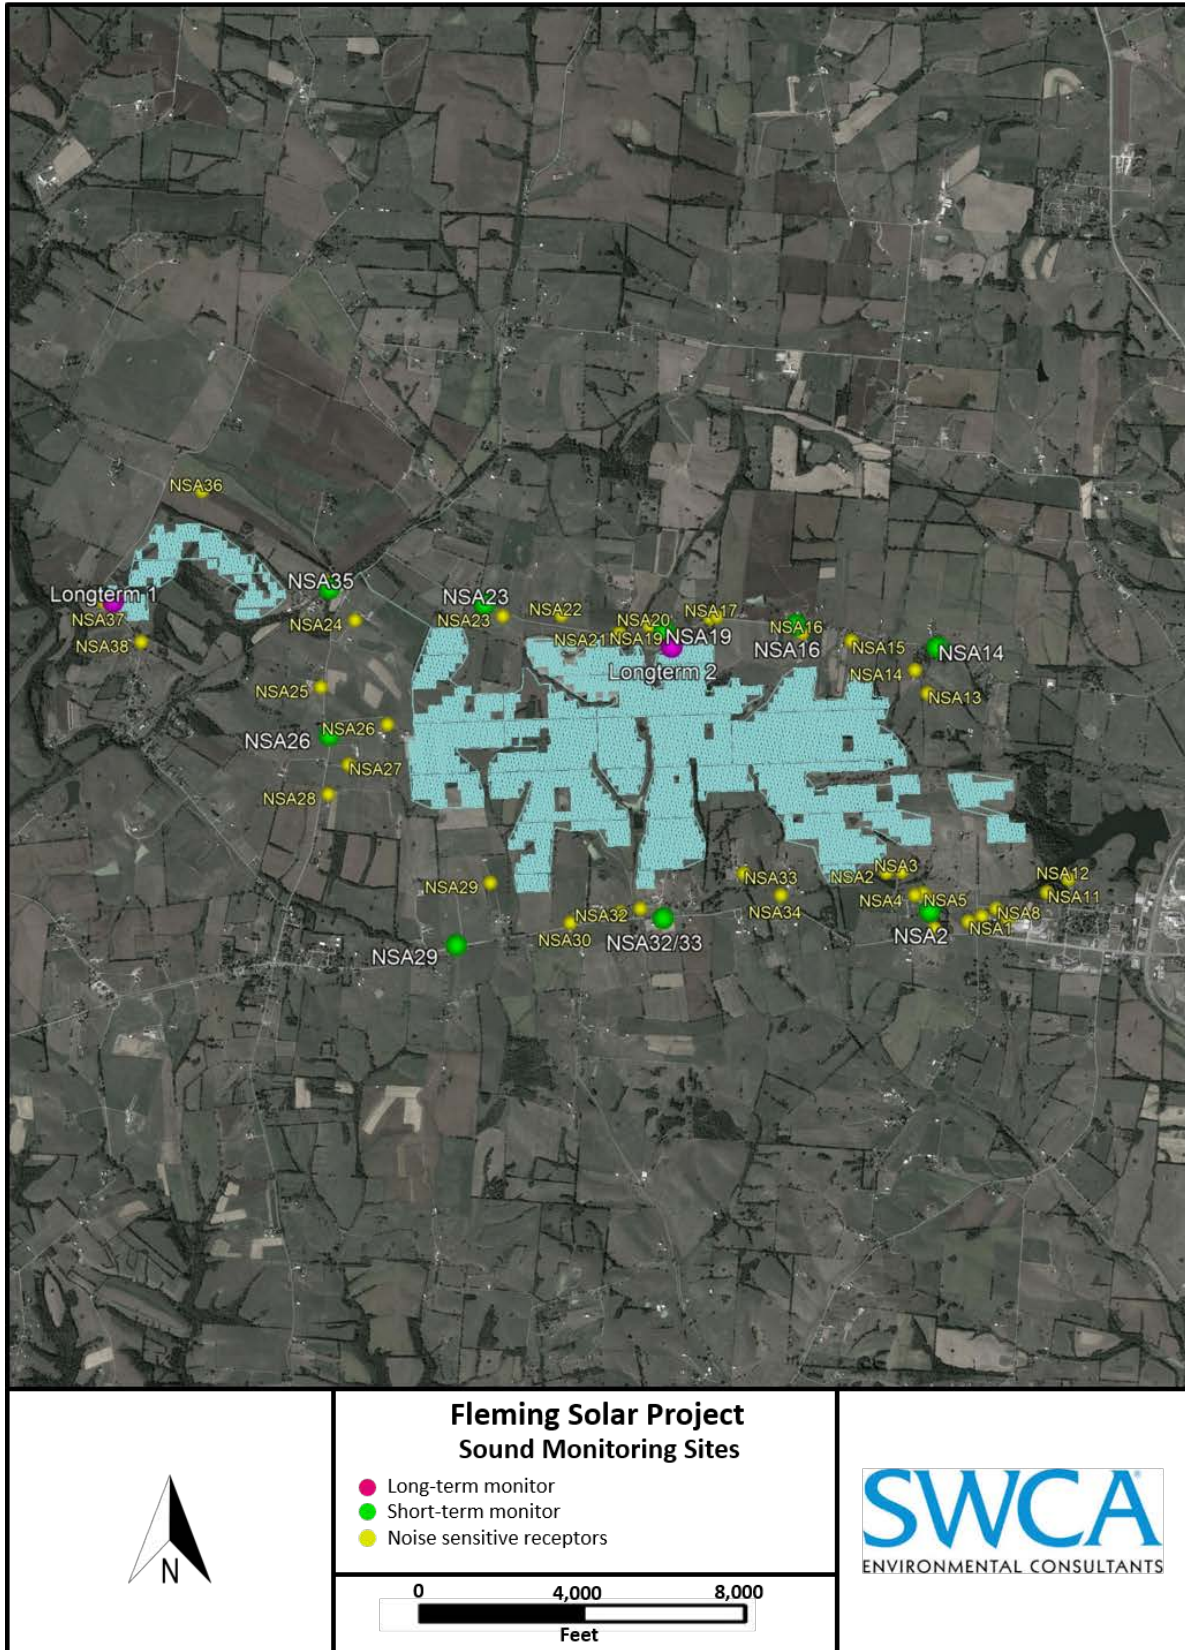 NSA36
Longterm 1
NSA37
NSA38
NSA35
NSA24
NSA23
NSA23
NSA22
NSA21
NSA20
NSA19
NSA19
Longterm 2
NSA17
NSA16
NSA16
NSA15
NSA14
NSA14
NSA13
NSA25
NSA26
NSA26
NSA27
NSA28
NSA29
NSA29
NSA30
NSA32
NSA32/33
NSA33
NSA34
NSA2
NSA3
NSA4
NSA5
NSA2
NSA1
NSA8
NSA12
NSA11
Fleming Solar Project
Sound Monitoring Sites
Long-term monitor
Short-term monitor
Noise sensitive receptors
0 4,000 8,000
Feet
N
SWCA
ENVIRONMENTAL CONSULTANTS